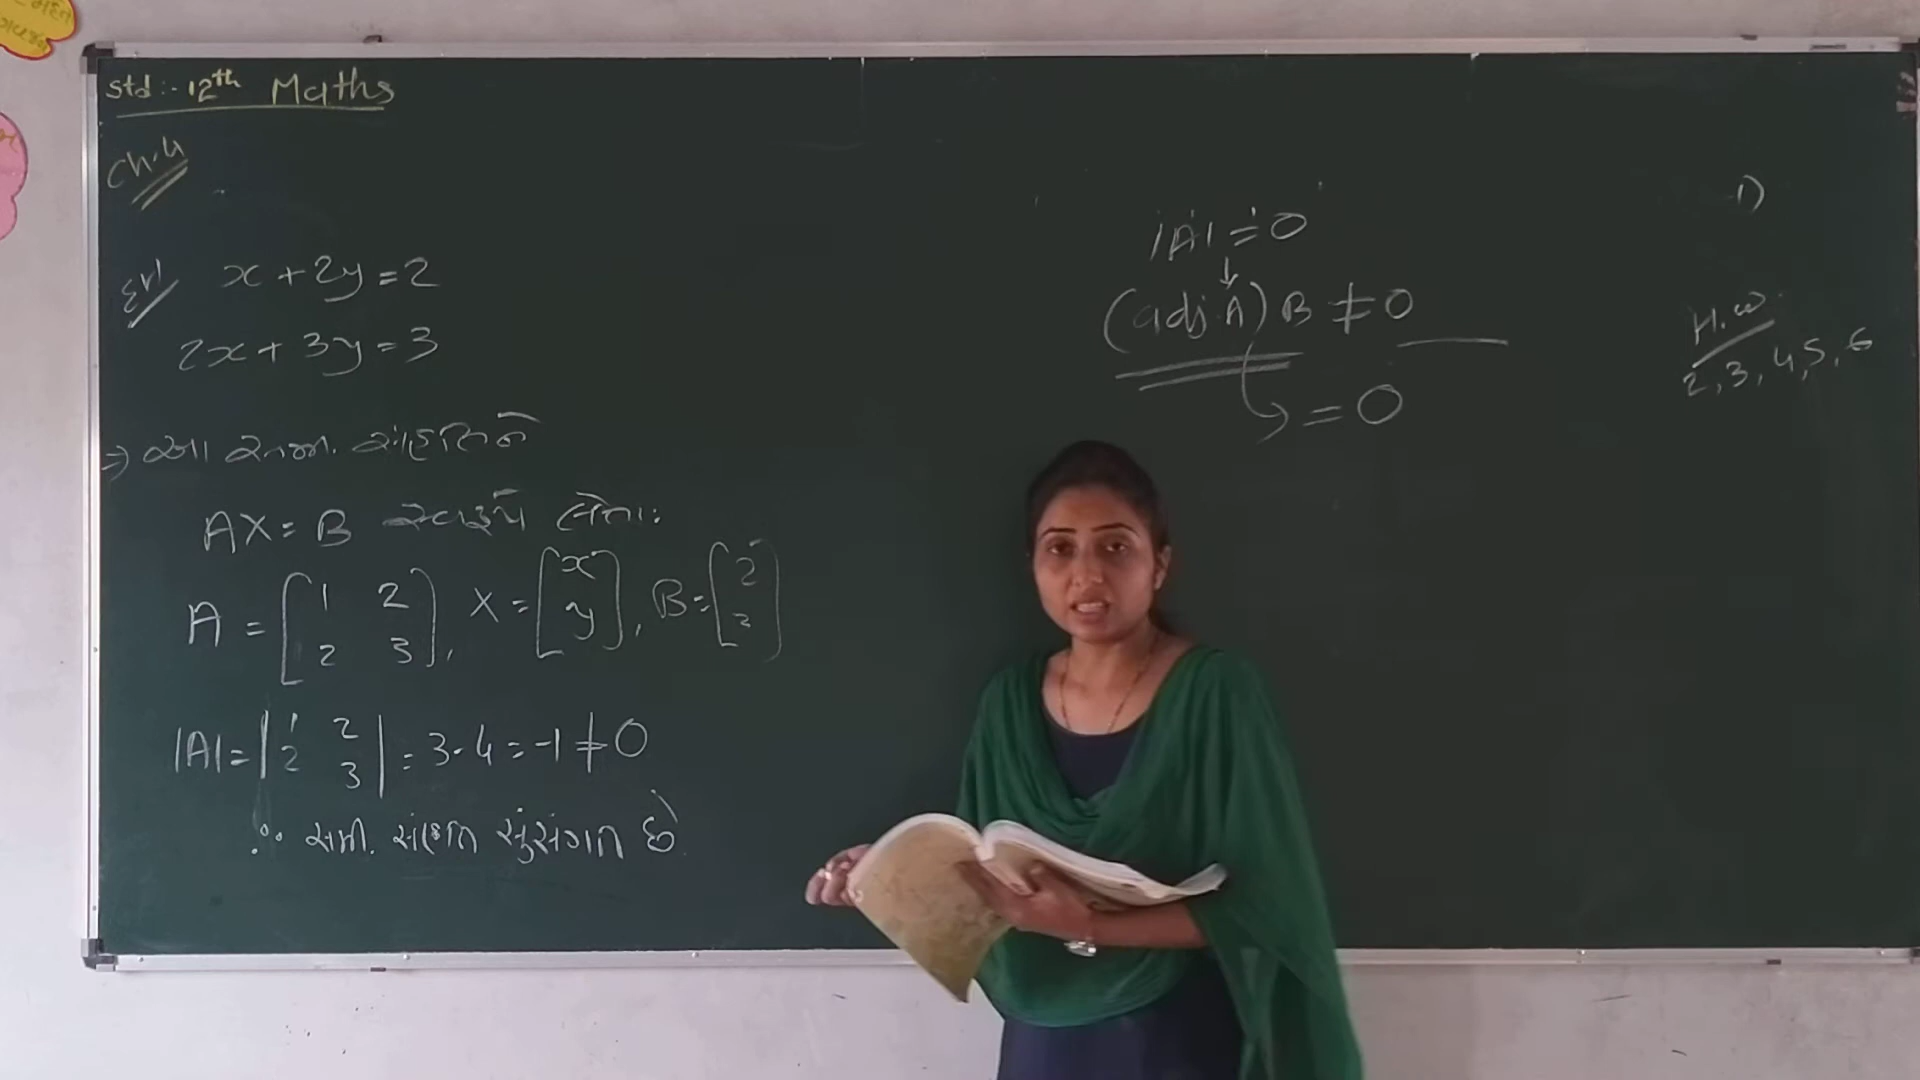 Std :- 12th Maths
Ch.4
Ex 1 x + 2y = 2
2x + 3y = 3
⇒ આ સમી. સંહતિને
AX = B સ્વરૂપે લેતા:
A = [1 2 2 3], X = [x y], B = [2 3]
|A| = |1 2 2 3| = 3 - 4 = -1 ≠ 0
∴ સમી. સંહતિ સુસંગત છે
|A| = 0
↓
(adj A) B ≠ 0
= 0
1)
H.W.
2, 3, 4, 5, 6